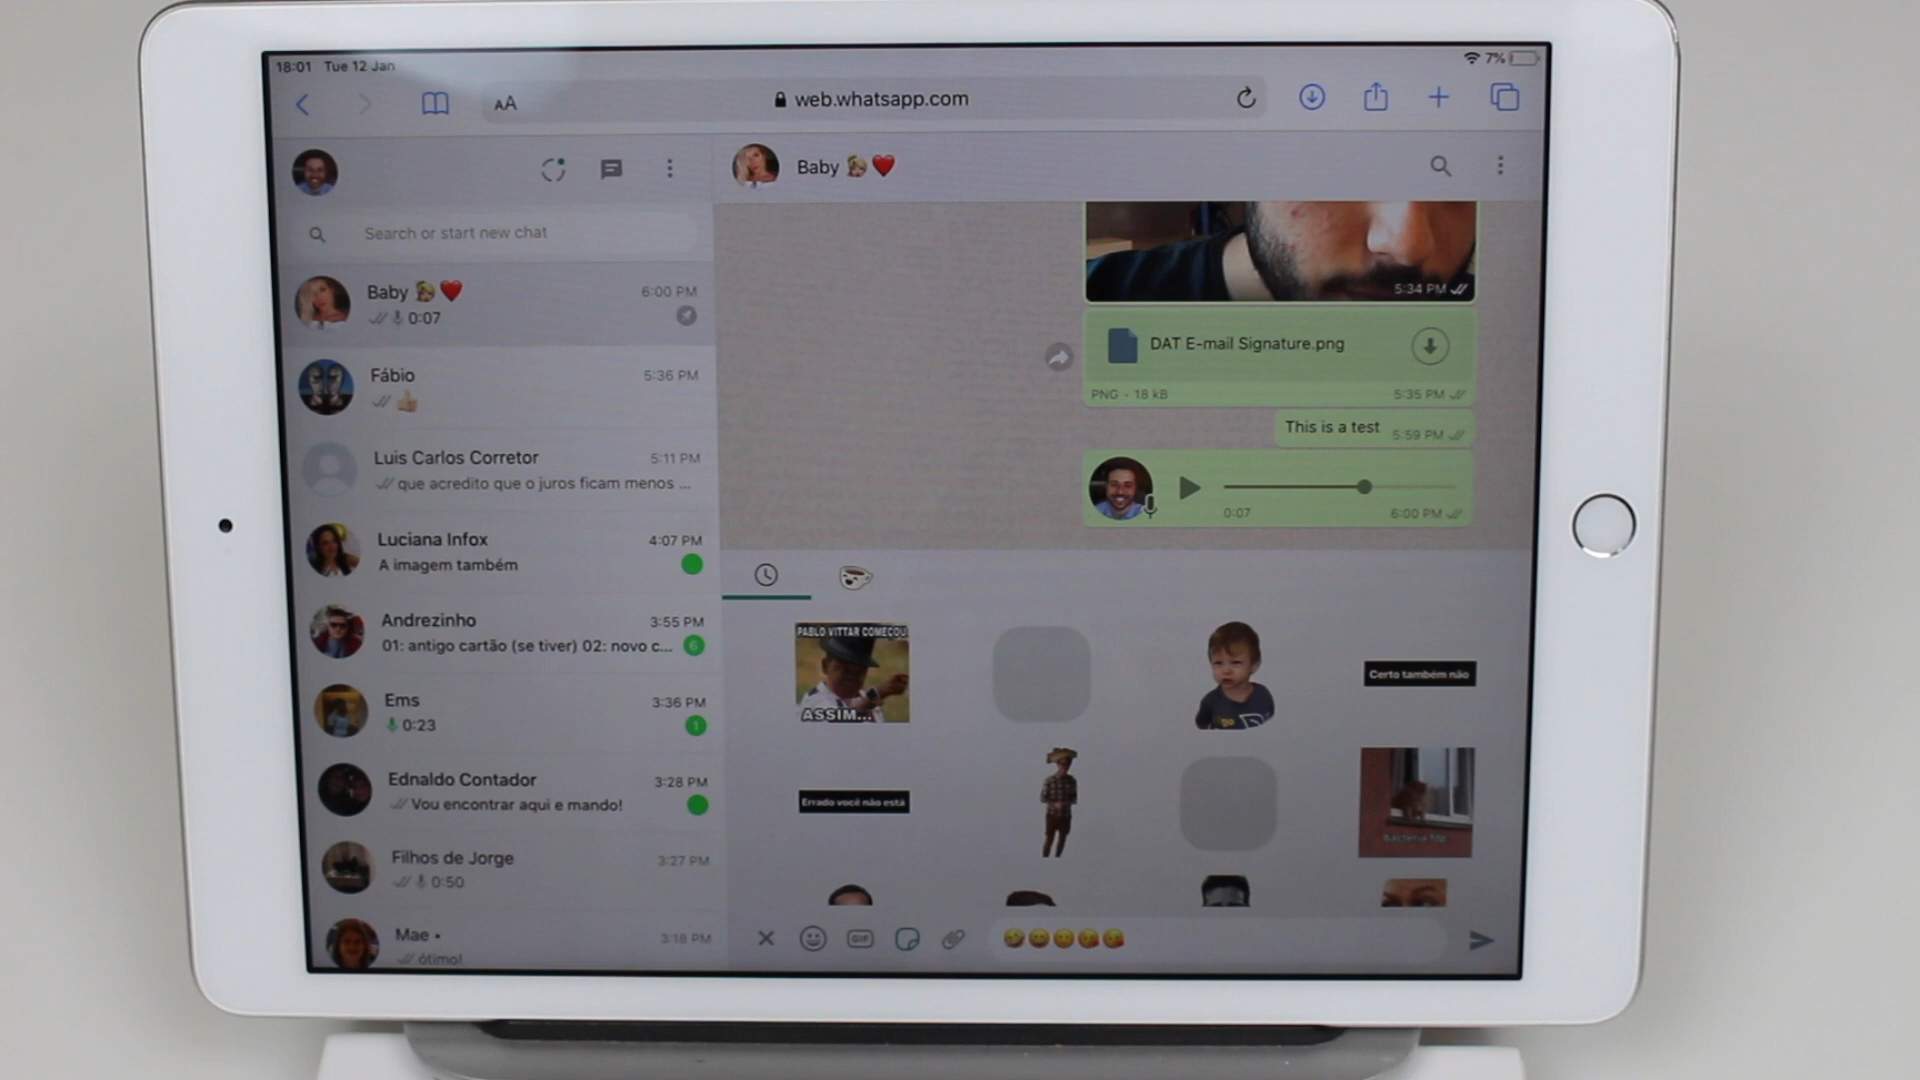 18:01 Tue 12 Jan
7%
AA
web.whatsapp.com
Baby
Search or start new chat
Baby
6:00 PM
0:07
Fábio
5:36 PM
Luis Carlos Corretor
5:11 PM
que acredito que o juros ficam menos ...
Luciana Infox
4:07 PM
A imagem também
Andrezinho
3:55 PM
01: antigo cartão (se tiver) 02: novo c...
6
Ems
3:36 PM
0:23
1
Ednaldo Contador
3:28 PM
Vou encontrar aqui e mando!
Filhos de Jorge
3:27 PM
0:50
Mae •
3:18 PM
ótimo!
5:34 PM
DAT E-mail Signature.png
PNG • 18 kB
5:35 PM
This is a test
5:59 PM
0:07
6:00 PM
PABLO VITTAR COMEÇOU
ASSIM...
Certo também não
Errado você não está
GIF